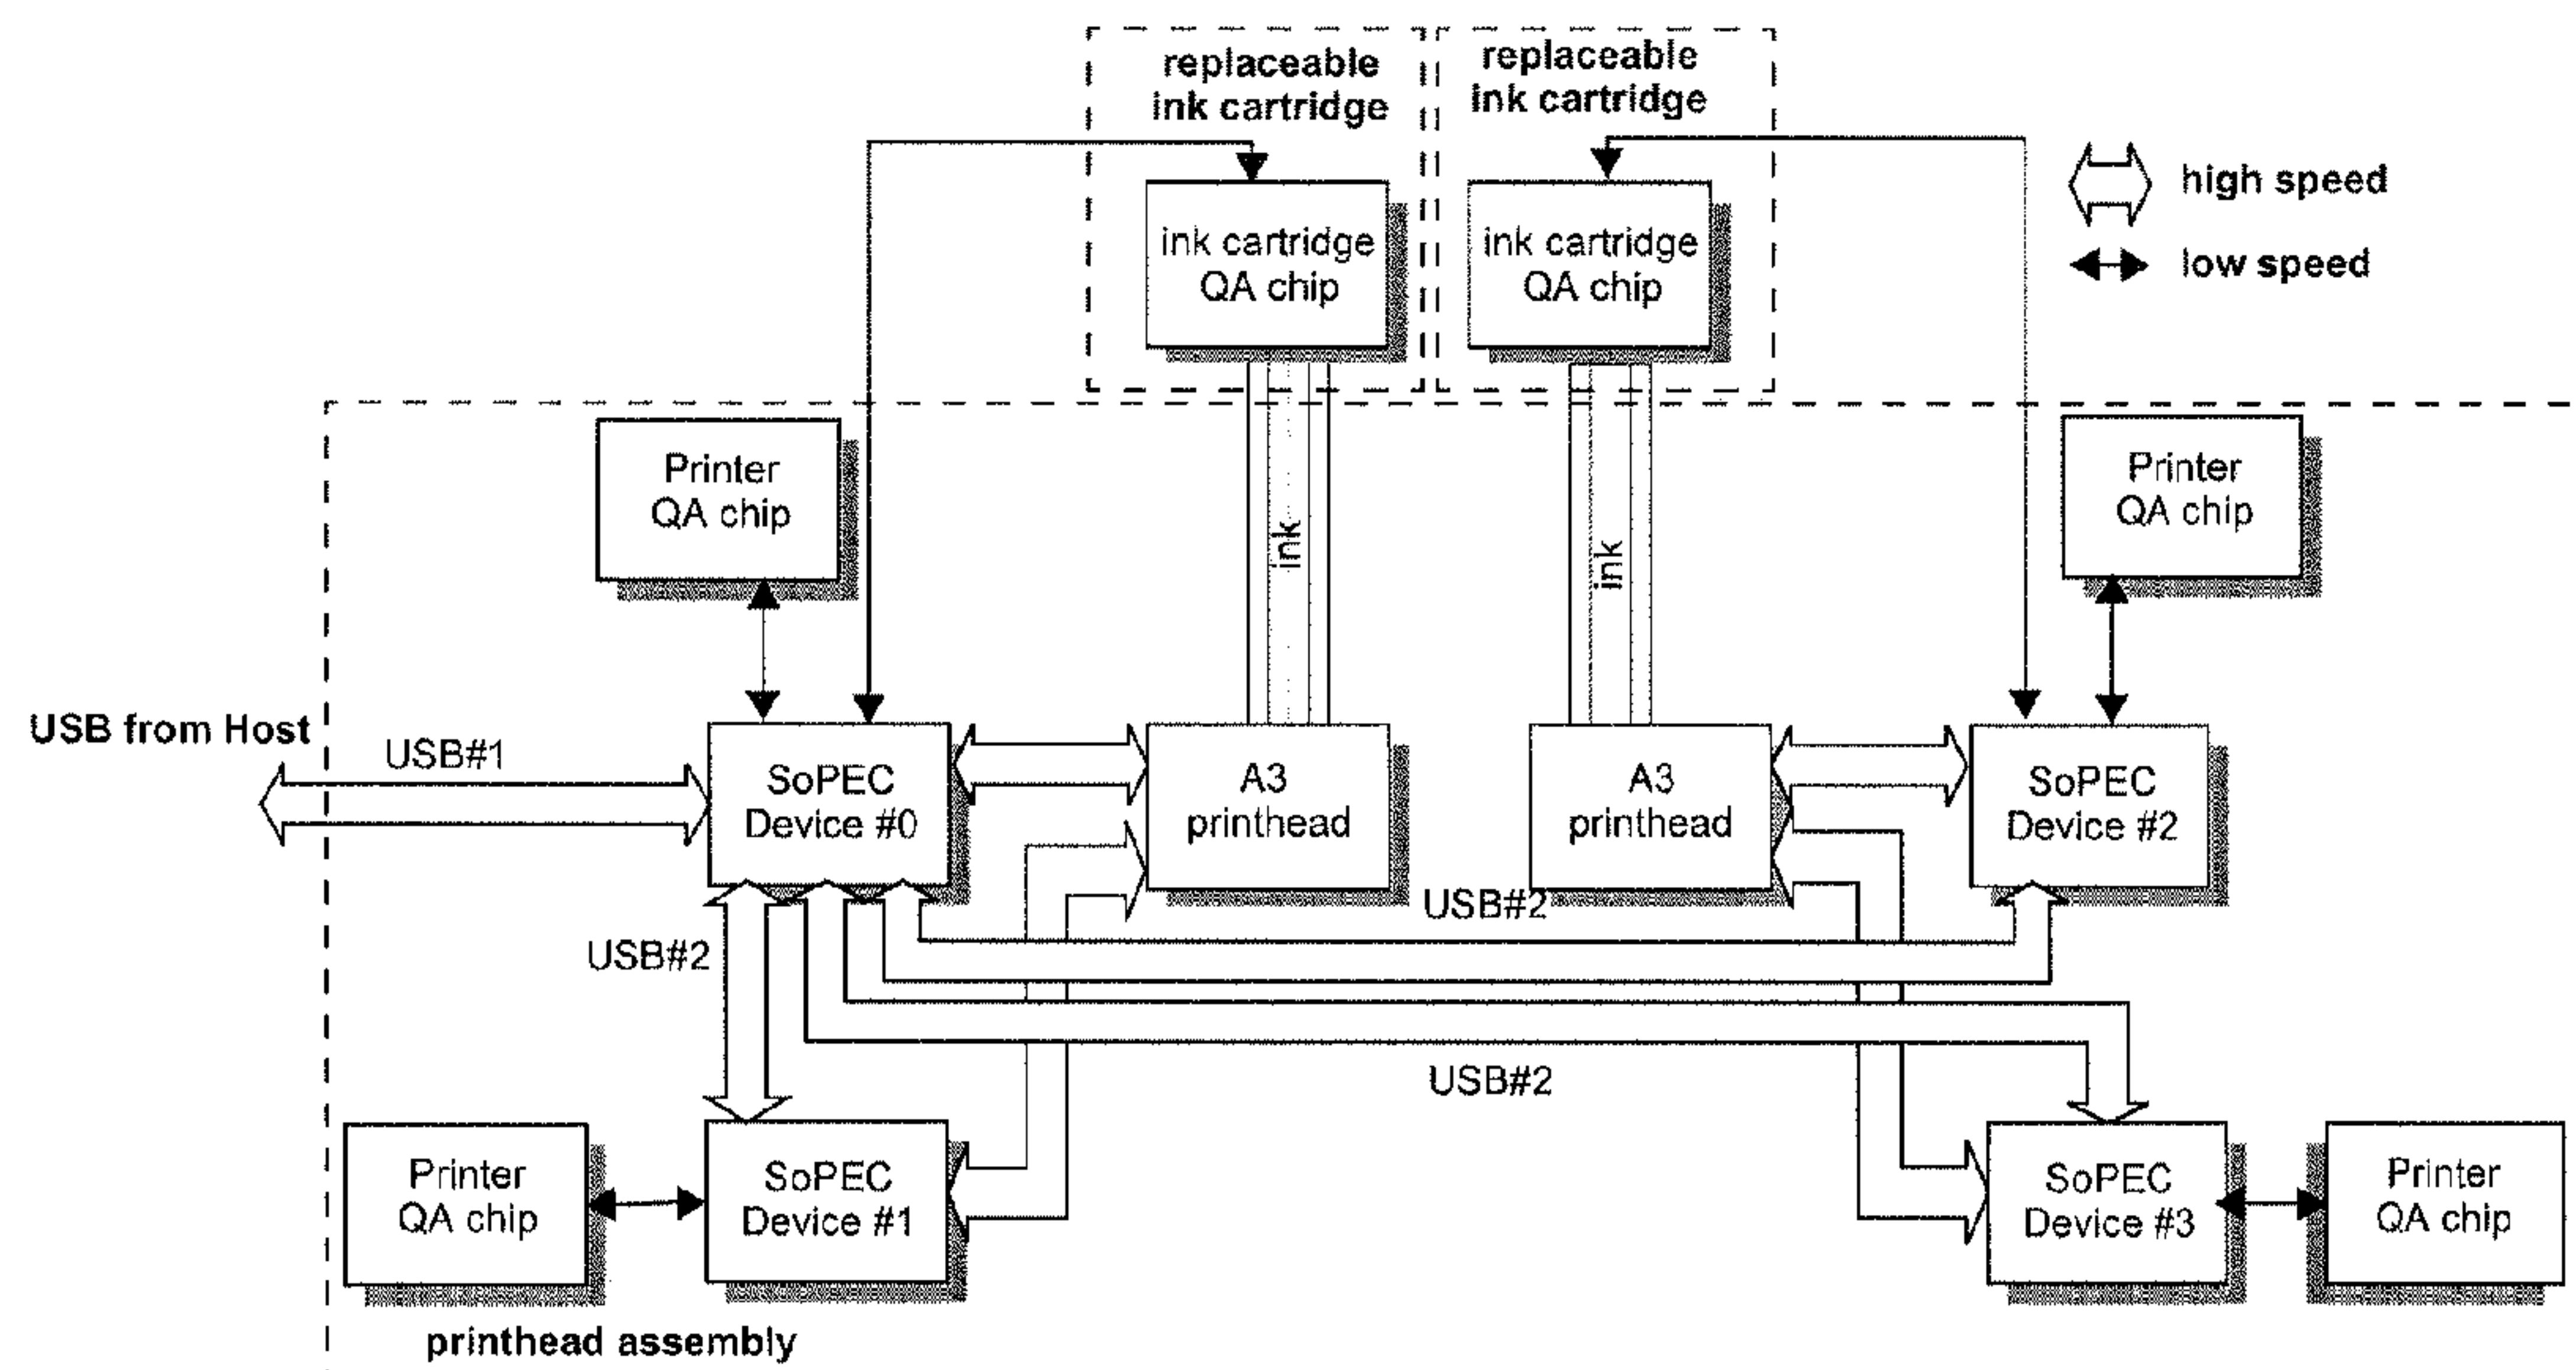 replaceable
ink cartridge
replaceable
ink cartridge
high speed
low speed
ink cartridge
QA chip
ink cartridge
QA chip
Printer
QA chip
Printer
QA chip
ink
ink
USB from Host
USB#1
SoPEC
Device #0
A3
printhead
A3
printhead
SoPEC
Device #2
USB#2
USB#2
USB#2
Printer
QA chip
SoPEC
Device #1
SoPEC
Device #3
Printer
QA chip
printhead assembly